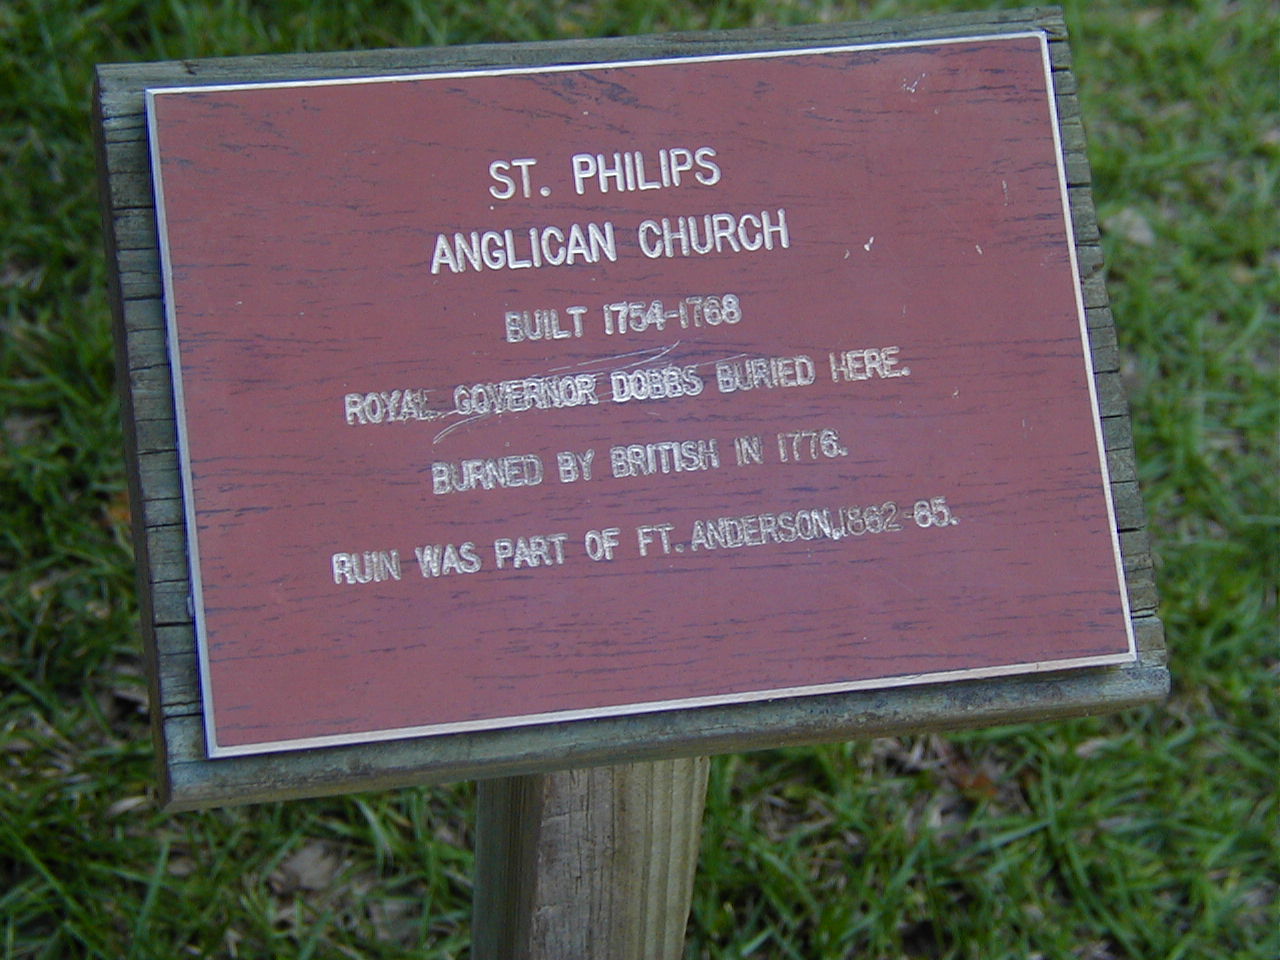 ST. PHILIPS
ANGLICAN CHURCH
BUILT 1754-1768
ROYAL GOVERNOR DOBBS BURIED HERE.
BURNED BY BRITISH IN 1776.
RUIN WAS PART OF FT. ANDERSON,1862-65.